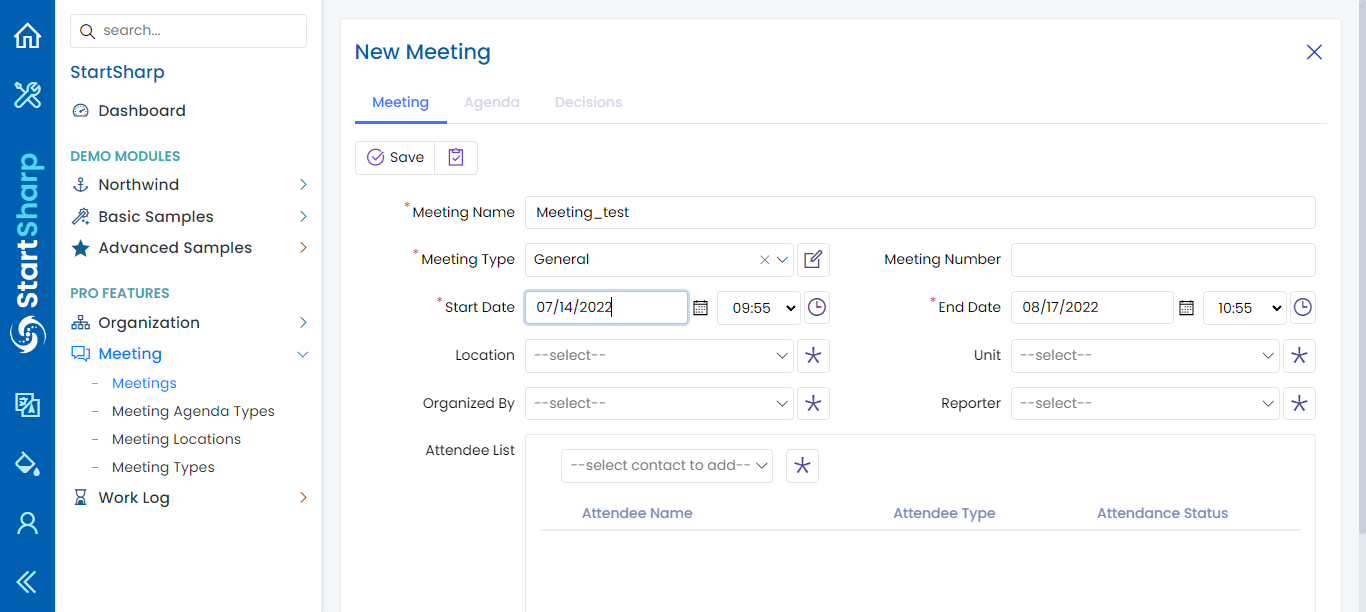 search...
StartSharp
StartSharp
Dashboard
DEMO MODULES
Northwind
Basic Samples
Advanced Samples
PRO FEATURES
Organization
Meeting
- Meetings
- Meeting Agenda Types
- Meeting Locations
- Meeting Types
Work Log
New Meeting
Meeting Agenda Decisions
Save
*Meeting Name Meeting_test
*Meeting Type General Meeting Number
*Start Date 07/14/2022 09:55 *End Date 08/17/2022 10:55
Location --select-- Unit --select--
Organized By --select-- Reporter --select--
Attendee List --select contact to add--
Attendee Name Attendee Type Attendance Status